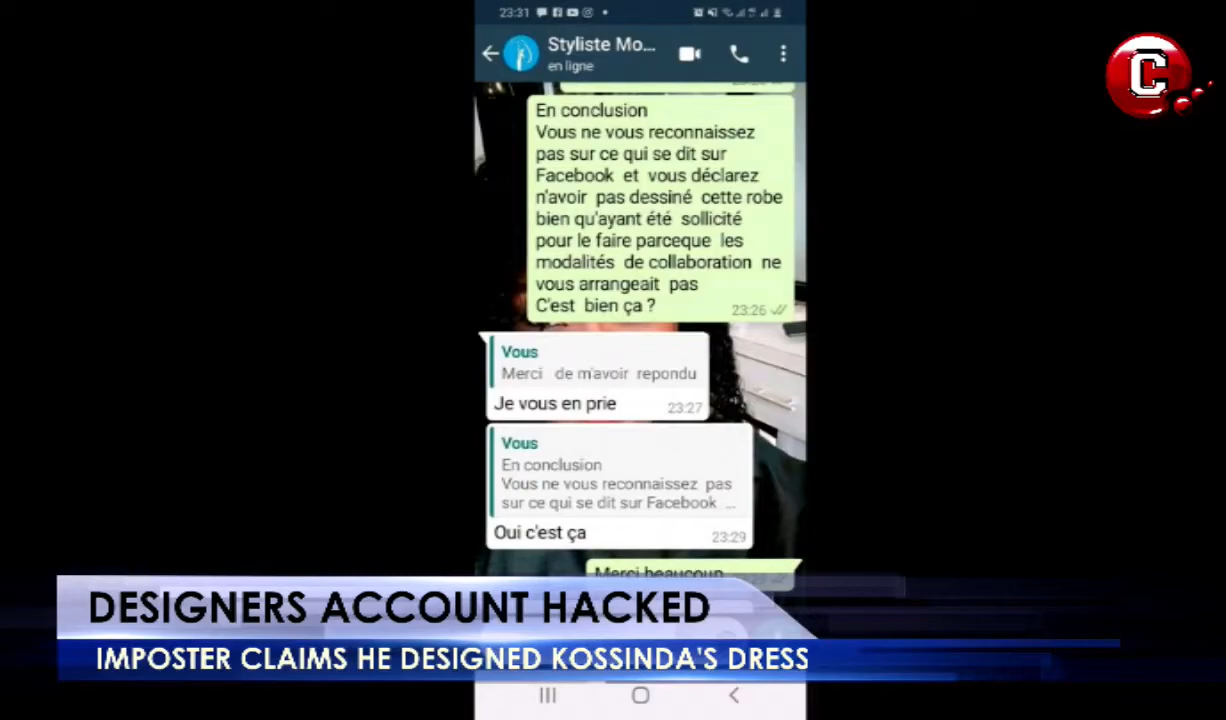 23:31
Styliste Mo...
en ligne
C
En conclusion
Vous ne vous reconnaissez
pas sur ce qui se dit sur
Facebook et vous déclarez
n'avoir pas dessiné cette robe
bien qu'ayant été sollicité
pour le faire parceque les
modalités de collaboration ne
vous arrangeait pas
C'est bien ça ?
23:26
Vous
Merci de m'avoir repondu
Je vous en prie
23:27
Vous
En conclusion
Vous ne vous reconnaissez pas
sur ce qui se dit sur Facebook ...
Oui c'est ça
23:29
Merci beaucoup
DESIGNERS ACCOUNT HACKED
IMPOSTER CLAIMS HE DESIGNED KOSSINDA'S DRESS